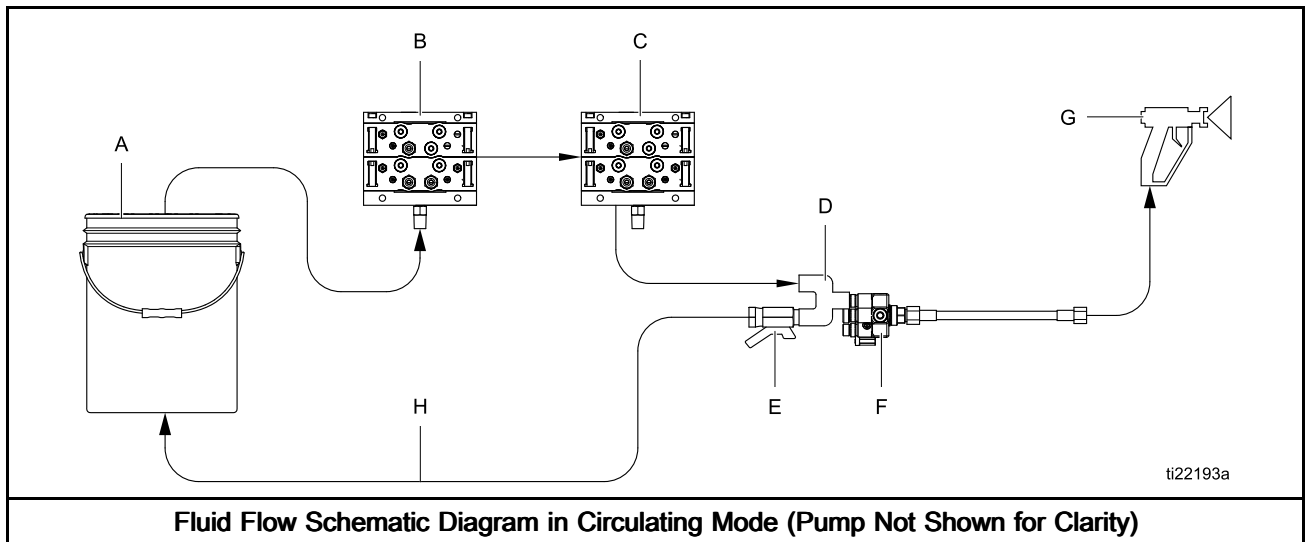 B
C
A
G
D
H
E
F
ti22193a
Fluid Flow Schematic Diagram in Circulating Mode (Pump Not Shown for Clarity)